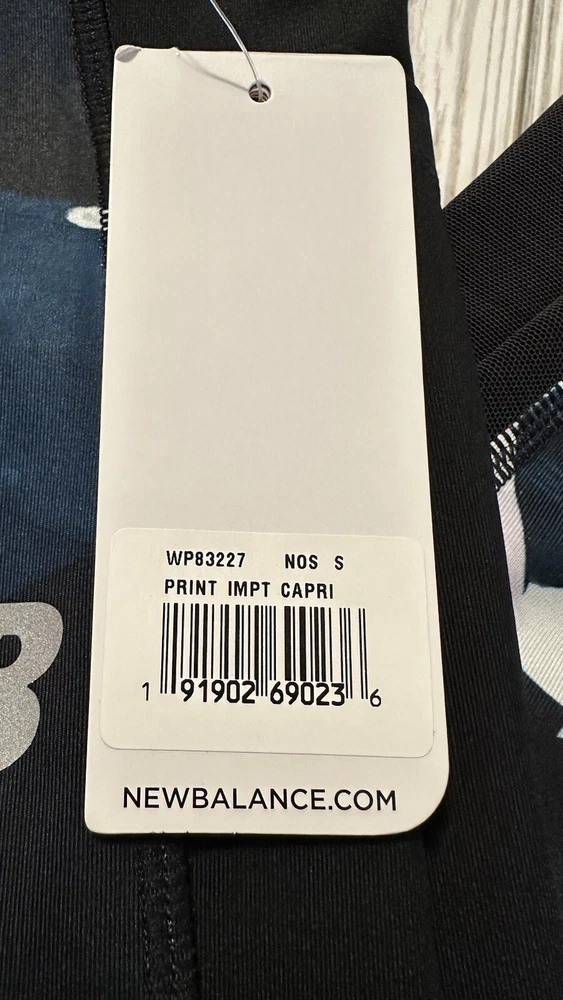 WP83227 NOS S
PRINT IMPT CAPRI
1 91902 69023 6
NEWBALANCE.COM